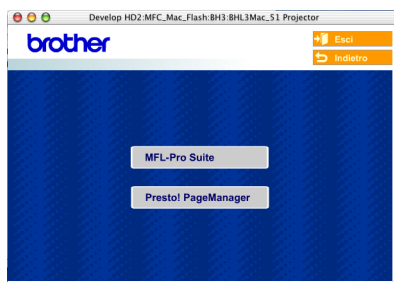 Develop HD2:MFC_Mac_Flash:BH3:BHL3Mac_51 Projector
brother
Esci
Indietro
MFL-Pro Suite
Presto! PageManager